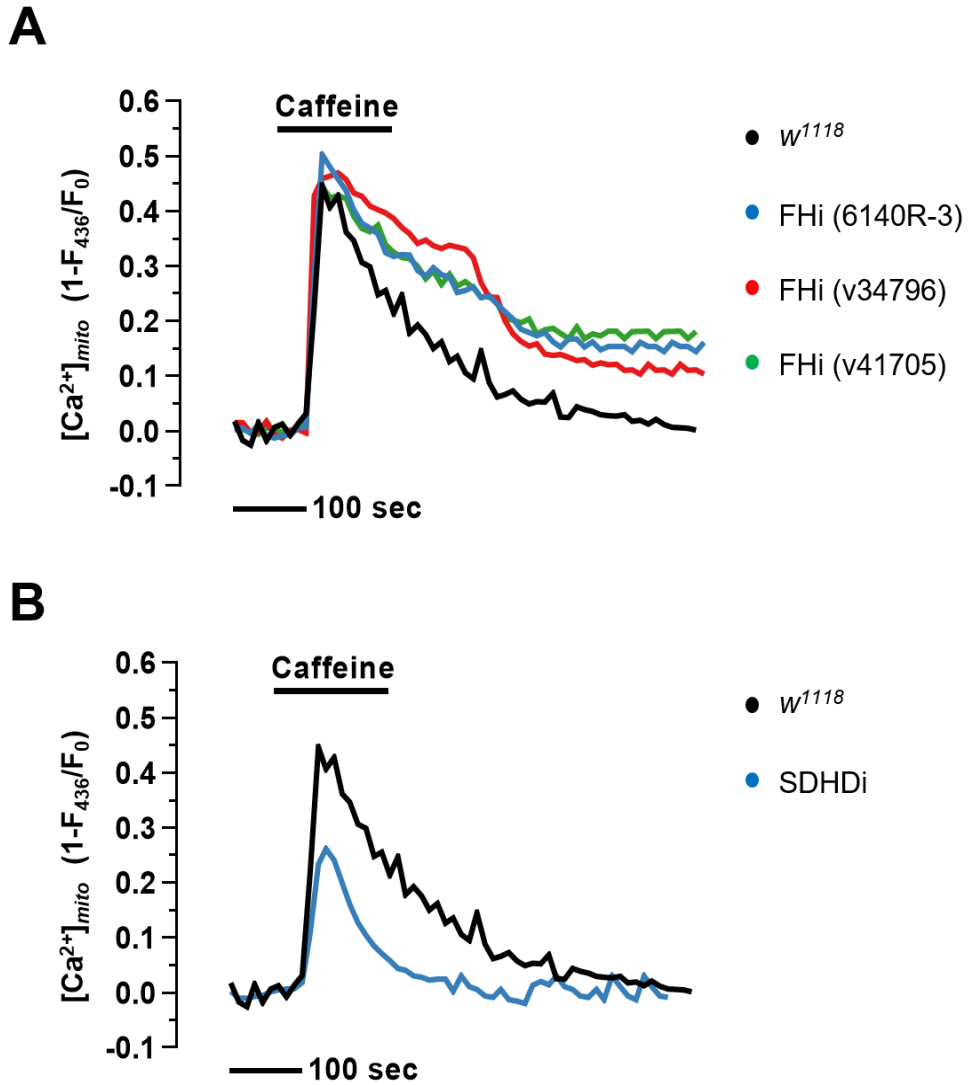 A
0.6
0.5
0.4
0.3
0.2
0.1
0.0
-0.1
[Ca²⁺]mito (1-F₄₃₆/F₀)
Caffeine
100 sec
w¹¹¹⁸
FHi (6140R-3)
FHi (v34796)
FHi (v41705)
B
0.6
0.5
0.4
0.3
0.2
0.1
0.0
-0.1
[Ca²⁺]mito (1-F₄₃₆/F₀)
Caffeine
100 sec
w¹¹¹⁸
SDHDi